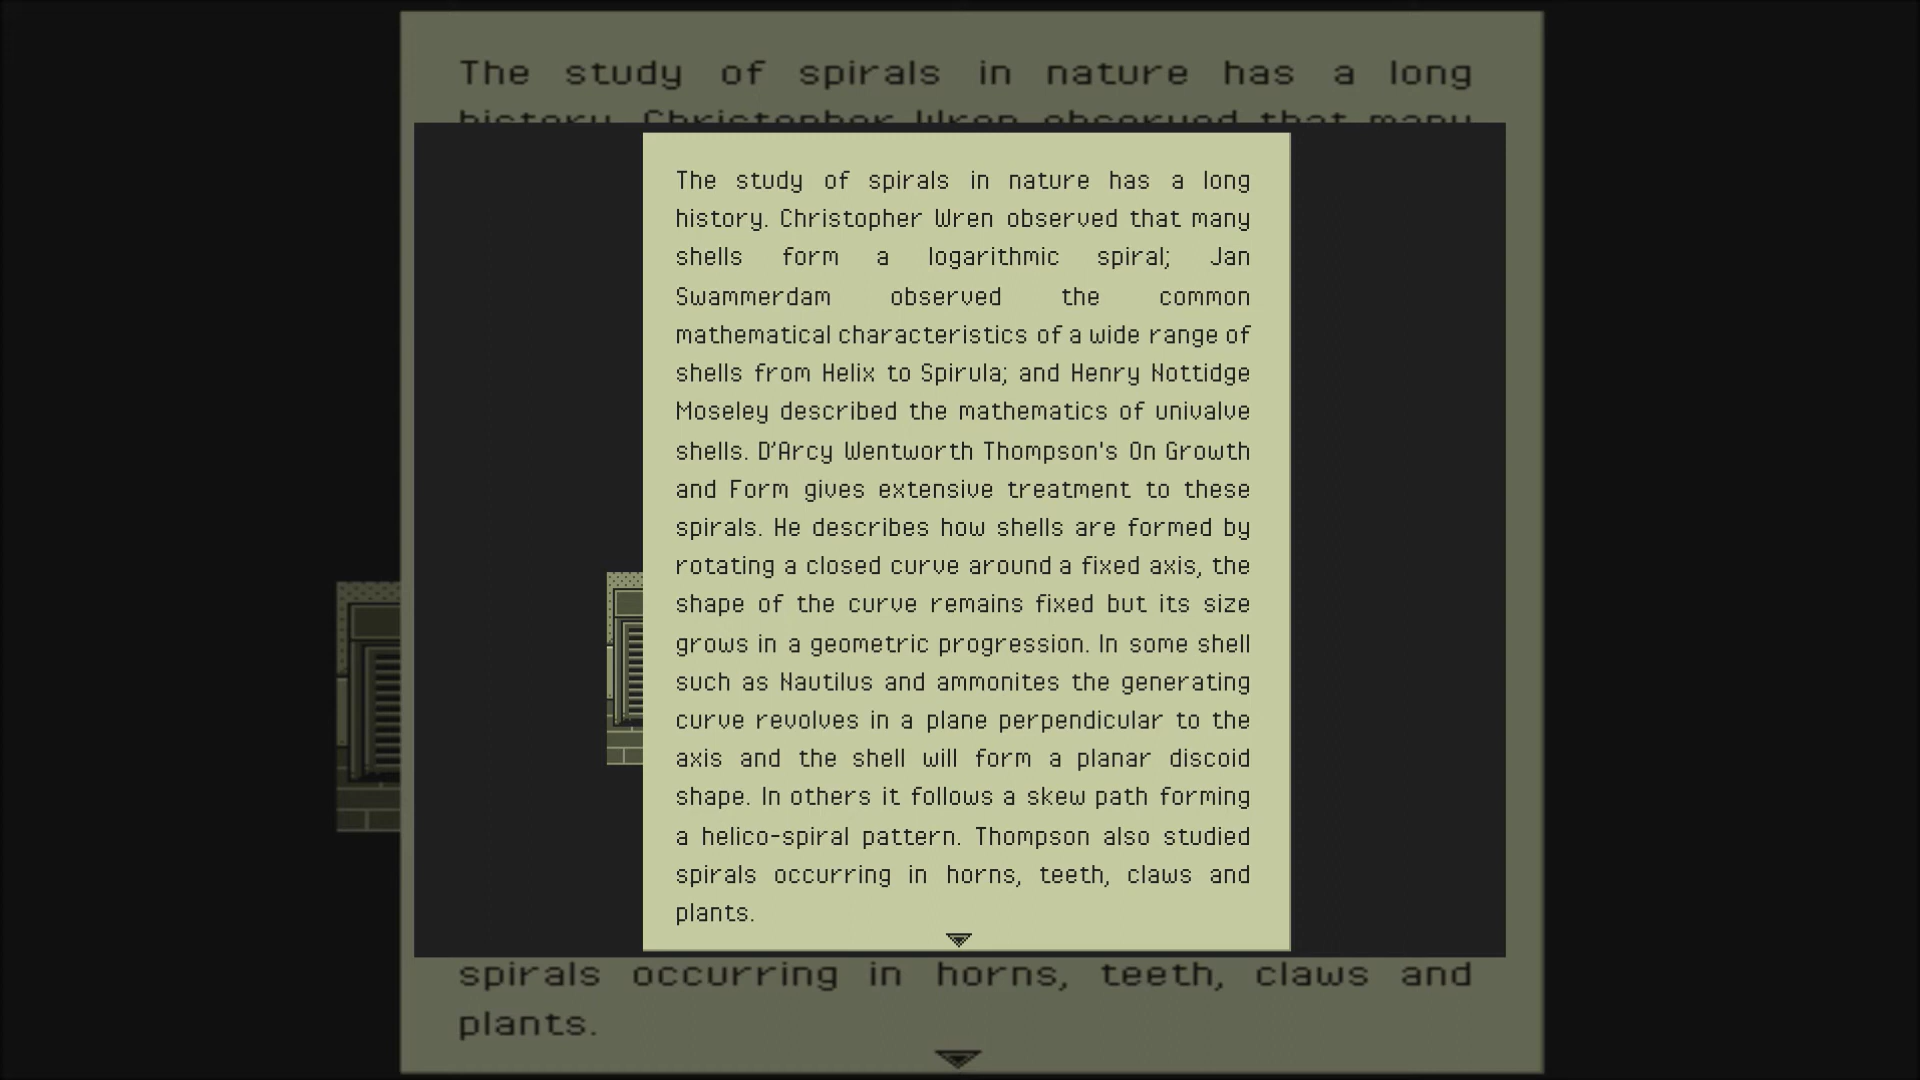 The study of spirals in nature has a long
history. Christopher Wren observed that many
The study of spirals in nature has a long
history. Christopher Wren observed that many
shells form a logarithmic spiral; Jan
Swammerdam observed the common
mathematical characteristics of a wide range of
shells from Helix to Spirula; and Henry Nottidge
Moseley described the mathematics of univalve
shells. D'Arcy Wentworth Thompson's On Growth
and Form gives extensive treatment to these
spirals. He describes how shells are formed by
rotating a closed curve around a fixed axis, the
shape of the curve remains fixed but its size
grows in a geometric progression. In some shell
such as Nautilus and ammonites the generating
curve revolves in a plane perpendicular to the
axis and the shell will form a planar discoid
shape. In others it follows a skew path forming
a helico-spiral pattern. Thompson also studied
spirals occurring in horns, teeth, claws and
plants.
spirals occurring in horns, teeth, claws and
plants.